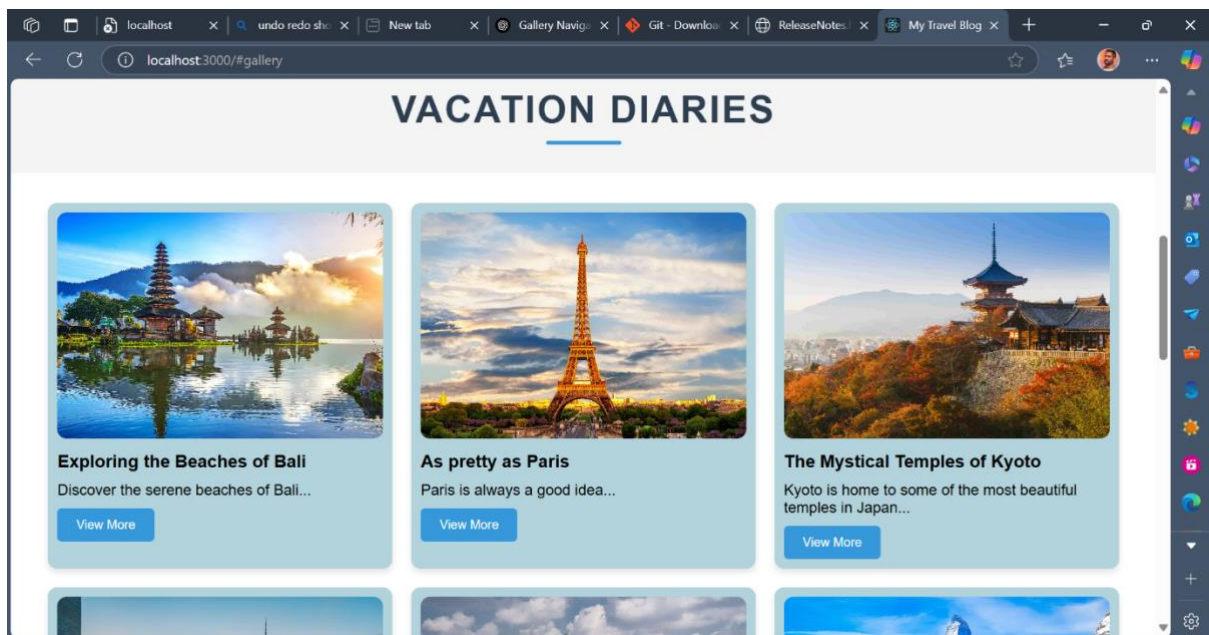 localhost
undo redo sho
New tab
Gallery Naviga
Git - Downloa
ReleaseNotes.
My Travel Blog
localhost:3000/#gallery
VACATION DIARIES
Exploring the Beaches of Bali
Discover the serene beaches of Bali...
View More
As pretty as Paris
Paris is always a good idea...
View More
The Mystical Temples of Kyoto
Kyoto is home to some of the most beautiful
temples in Japan...
View More